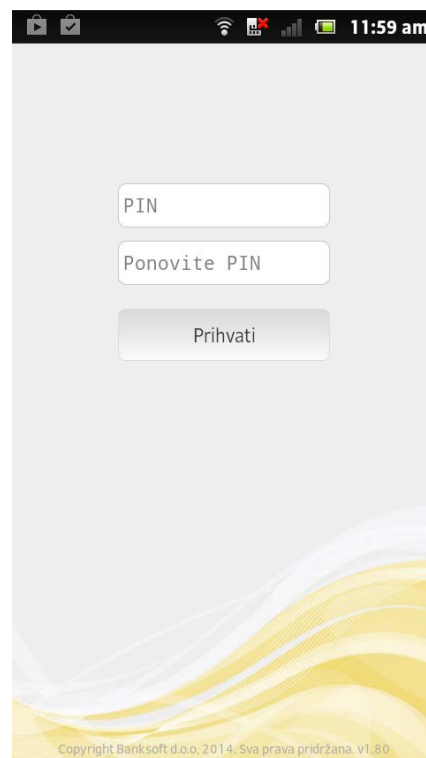 11:59 am
PIN
Ponovite PIN
Prihvati
Copyright Banksoft d.o.o, 2014. Sva prava pridržana. v1.80